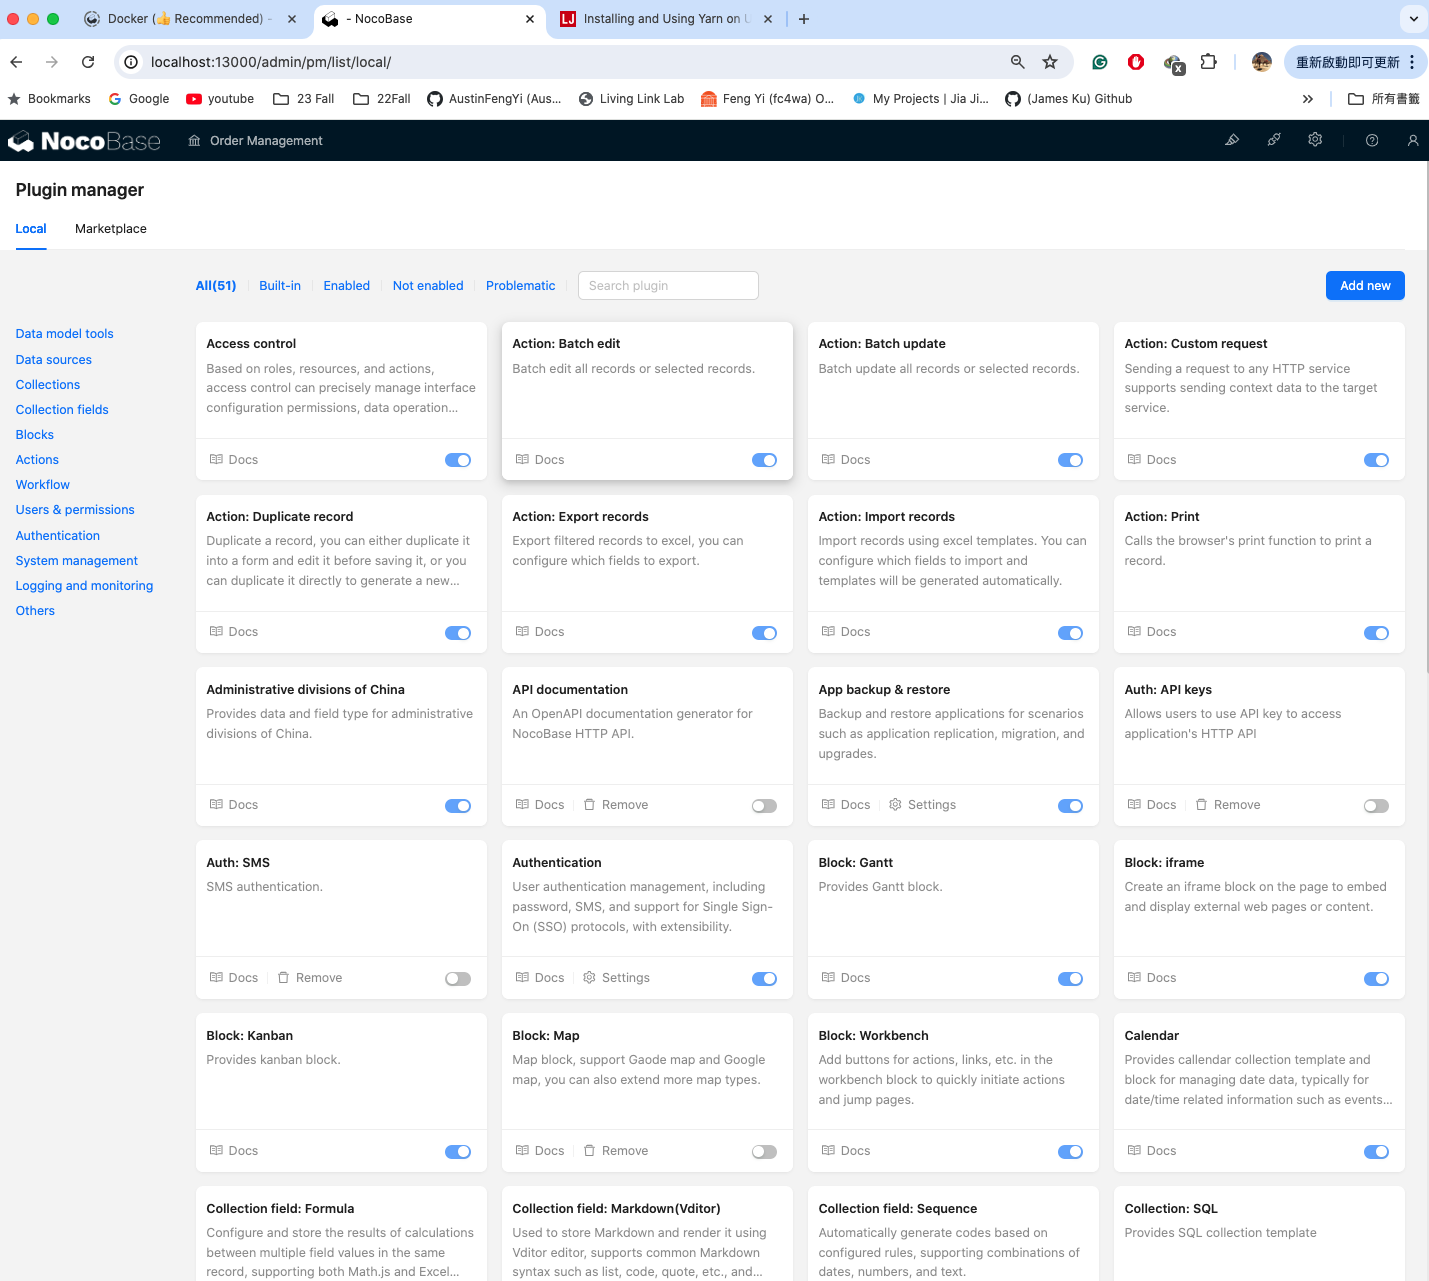 Docker (👍 Recommended) -
- NocoBase
Installing and Using Yarn on U
localhost:13000/admin/pm/list/local/
重新啟動即可更新
Bookmarks
Google
youtube
23 Fall
22Fall
AustinFengYi (Aus...
Living Link Lab
Feng Yi (fc4wa) O...
My Projects | Jia Ji...
(James Ku) Github
所有書籤
NocoBase
Order Management
Plugin manager
Local
Marketplace
All(51)
Built-in
Enabled
Not enabled
Problematic
Search plugin
Add new
Data model tools
Data sources
Collections
Collection fields
Blocks
Actions
Workflow
Users & permissions
Authentication
System management
Logging and monitoring
Others
Access control
Based on roles, resources, and actions,
access control can precisely manage interface
configuration permissions, data operation...
Docs
Action: Batch edit
Batch edit all records or selected records.
Docs
Action: Batch update
Batch update all records or selected records.
Docs
Action: Custom request
Sending a request to any HTTP service
supports sending context data to the target
service.
Docs
Action: Duplicate record
Duplicate a record, you can either duplicate it
into a form and edit it before saving it, or you
can duplicate it directly to generate a new...
Docs
Action: Export records
Export filtered records to excel, you can
configure which fields to export.
Docs
Action: Import records
Import records using excel templates. You can
configure which fields to import and
templates will be generated automatically.
Docs
Action: Print
Calls the browser's print function to print a
record.
Docs
Administrative divisions of China
Provides data and field type for administrative
divisions of China.
Docs
API documentation
An OpenAPI documentation generator for
NocoBase HTTP API.
Docs
Remove
App backup & restore
Backup and restore applications for scenarios
such as application replication, migration, and
upgrades.
Docs
Settings
Auth: API keys
Allows users to use API key to access
application's HTTP API
Docs
Remove
Auth: SMS
SMS authentication.
Docs
Remove
Authentication
User authentication management, including
password, SMS, and support for Single Sign-
On (SSO) protocols, with extensibility.
Docs
Settings
Block: Gantt
Provides Gantt block.
Docs
Block: iframe
Create an iframe block on the page to embed
and display external web pages or content.
Docs
Block: Kanban
Provides kanban block.
Docs
Block: Map
Map block, support Gaode map and Google
map, you can also extend more map types.
Docs
Remove
Block: Workbench
Add buttons for actions, links, etc. in the
workbench block to quickly initiate actions
and jump pages.
Docs
Calendar
Provides callendar collection template and
block for managing date data, typically for
date/time related information such as events...
Docs
Collection field: Formula
Configure and store the results of calculations
between multiple field values in the same
record, supporting both Math.js and Excel...
Collection field: Markdown(Vditor)
Used to store Markdown and render it using
Vditor editor, supports common Markdown
syntax such as list, code, quote, etc., and...
Collection field: Sequence
Automatically generate codes based on
configured rules, supporting combinations of
dates, numbers, and text.
Collection: SQL
Provides SQL collection template